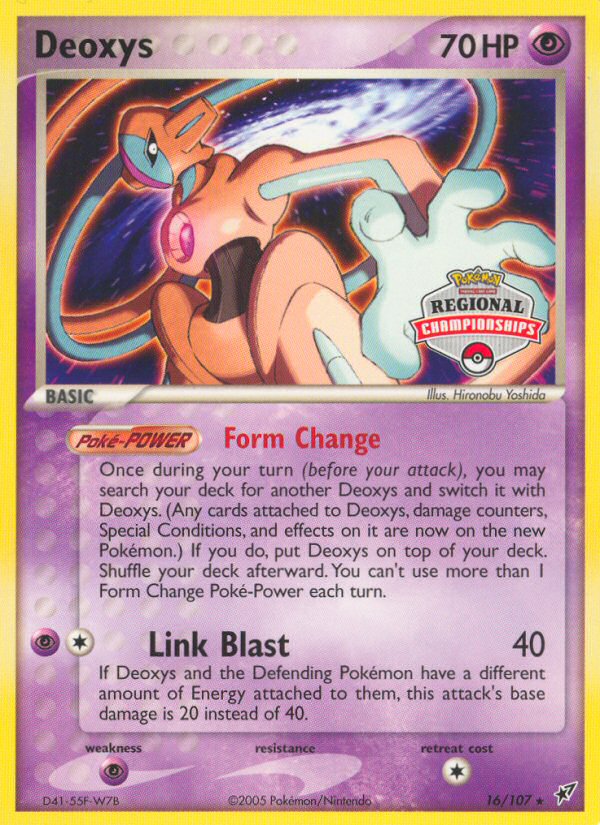 Deoxys
70 HP
Pokémon
REGIONAL
CHAMPIONSHIPS
BASIC
Illus. Hironobu Yoshida
Poké-POWER Form Change
Once during your turn (before your attack), you may
search your deck for another Deoxys and switch it with
Deoxys. (Any cards attached to Deoxys, damage counters,
Special Conditions, and effects on it are now on the new
Pokémon.) If you do, put Deoxys on top of your deck.
Shuffle your deck afterward. You can't use more than 1
Form Change Poké-Power each turn.
Link Blast 40
If Deoxys and the Defending Pokémon have a different
amount of Energy attached to them, this attack's base
damage is 20 instead of 40.
weakness resistance retreat cost
D41-55F-W7B ©2005 Pokémon/Nintendo 16/107 ★